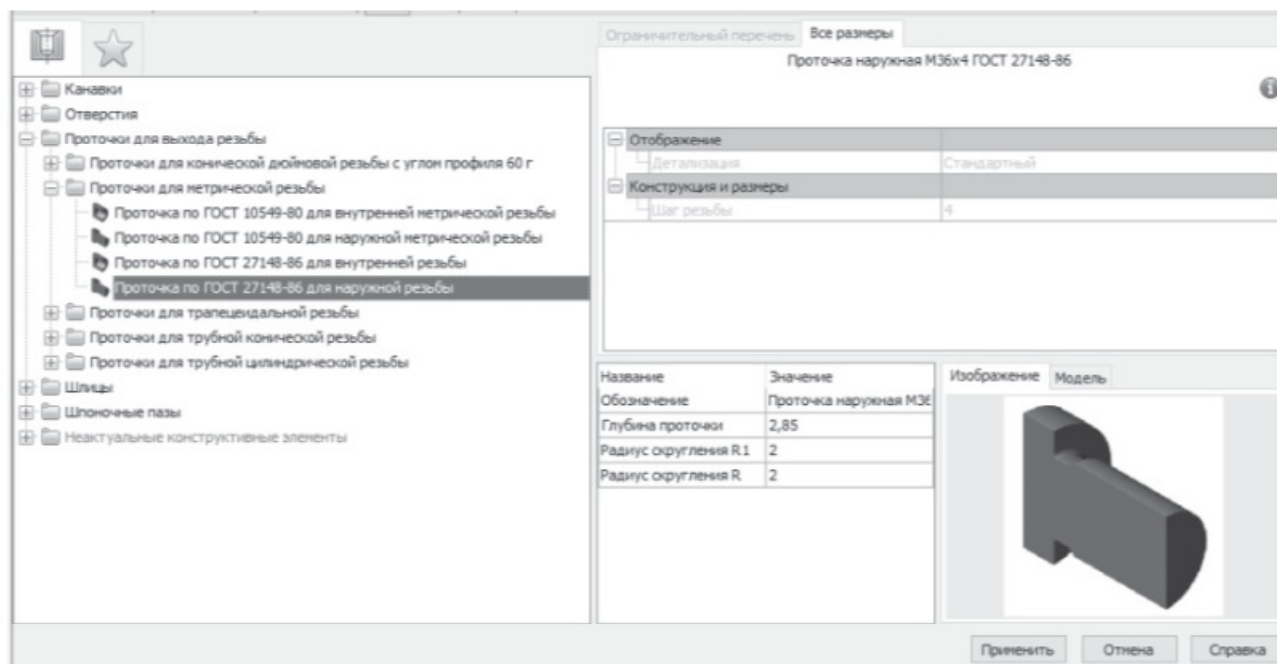 Ограничительный перечень Все размеры
Проточка наружная М36х4 ГОСТ 27148-86
Канавки
Отверстия
Проточки для выхода резьбы
Проточки для конической дюймовой резьбы с углом профиля 60 г
Проточки для метрической резьбы
Проточка по ГОСТ 10549-80 для внутренней метрической резьбы
Проточка по ГОСТ 10549-80 для наружной метрической резьбы
Проточка по ГОСТ 27148-86 для внутренней резьбы
Проточка по ГОСТ 27148-86 для наружной резьбы
Проточки для трапецеидальной резьбы
Проточки для трубной конической резьбы
Проточки для трубной цилиндрической резьбы
Шлицы
Шпоночные пазы
Неактуальные конструктивные элементы
Отображение
Детализация Стандартный
Конструкция и размеры
Шаг резьбы 4
Название Значение
Обозначение Проточка наружная М36
Глубина проточки 2,85
Радиус скругления R1 2
Радиус скругления R 2
Изображение Модель
Применить Отмена Справка